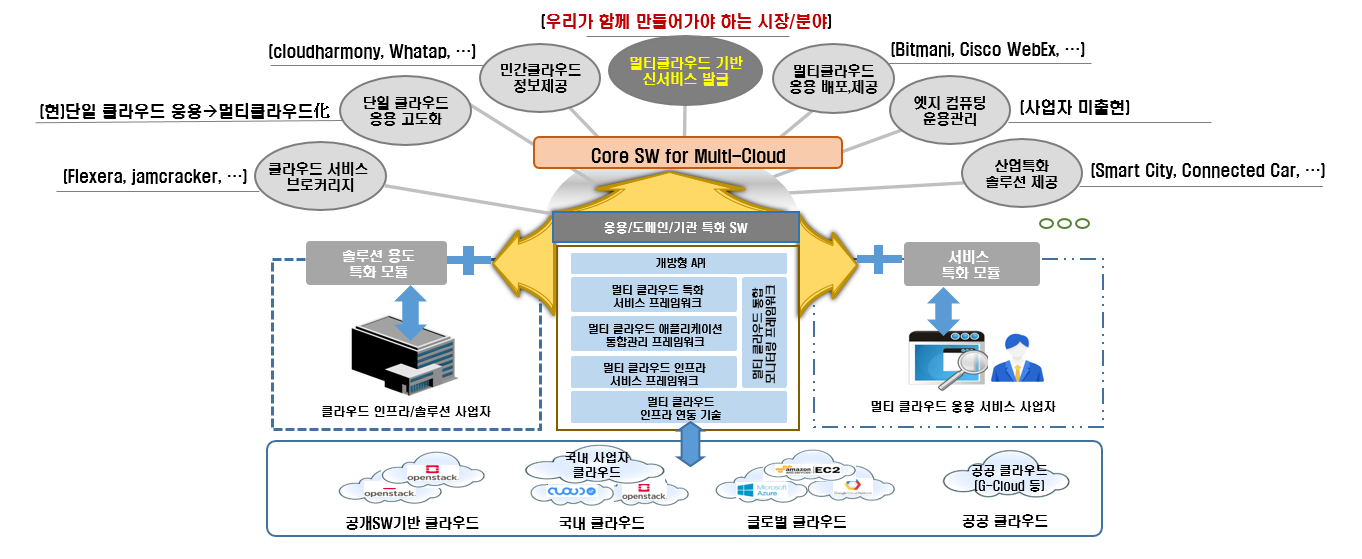 [우리가 함께 만들어가야 하는 시장/분야]
[cloudharmony, Whatap, …]
민간클라우드
정보제공
멀티클라우드 기반
신서비스 발굴
멀티클라우드
응용 배포,제공
[Bitmani, Cisco WebEx, …]
[현]단일 클라우드 응용→멀티클라우드化
단일 클라우드
응용 고도화
엣지 컴퓨팅
운용관리
[사업자 미출현]
Core SW for Multi-Cloud
[Flexera, jamcracker, …]
클라우드 서비스
브로커리지
산업특화
솔루션 제공
[Smart City, Connected Car, …]
응용/도메인/기관 특화 SW
솔루션 용도
특화 모듈
서비스
특화 모듈
개방형 API
멀티 클라우드 특화
서비스 프레임워크
멀티 클라우드 애플리케이션
통합관리 프레임워크
멀티 클라우드 인프라
서비스 프레임워크
멀티 클라우드 통합
모니터링 프레임워크
멀티 클라우드
인프라 연동 기술
클라우드 인프라/솔루션 사업자
멀티 클라우드 응용 서비스 사업자
openstack.
openstack.
공개SW기반 클라우드
국내 사업자
클라우드
openstack.
국내 클라우드
amazon
EC2
Microsoft
Azure
Google Cloud Platform
글로벌 클라우드
공공 클라우드
[G-Cloud 등]
공공 클라우드